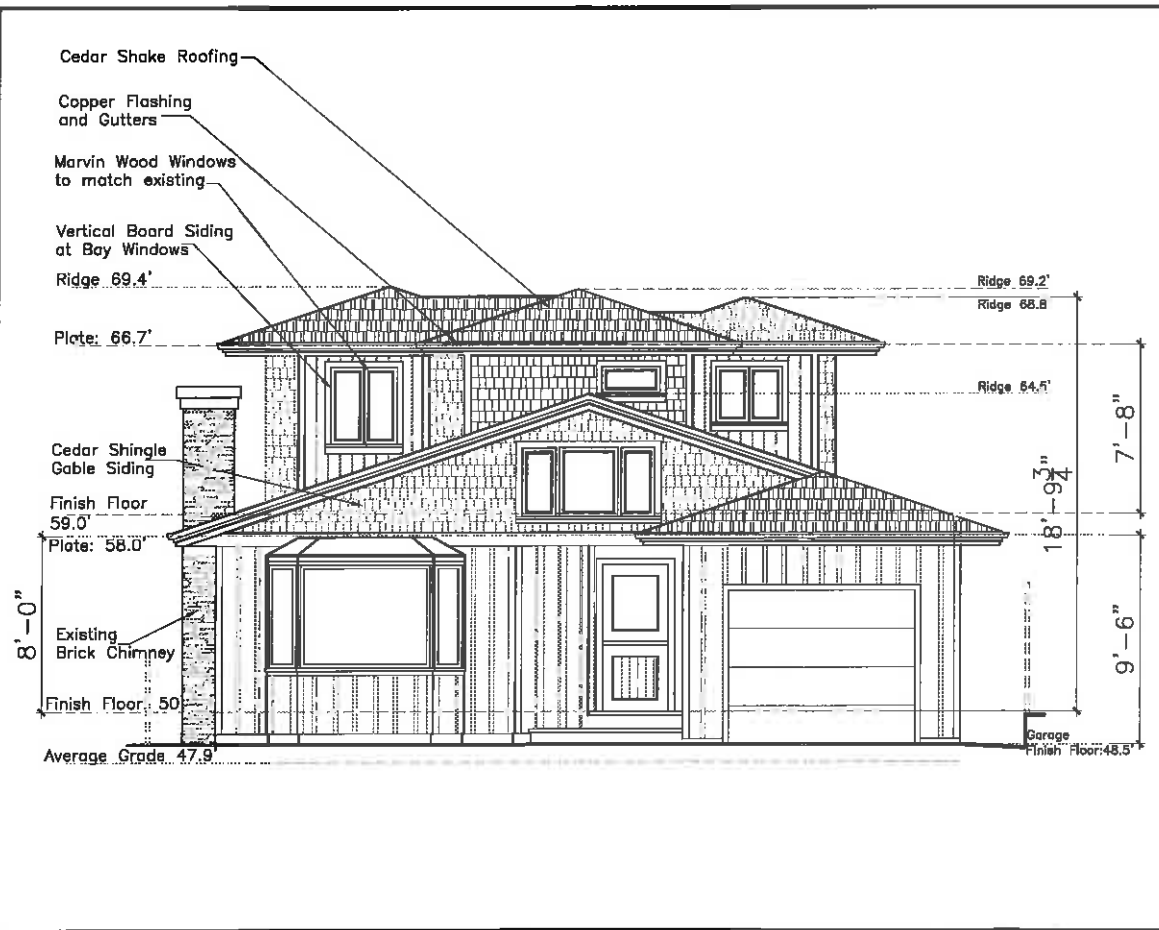 Cedar Shake Roofing
Copper Flashing
and Gutters
Marvin Wood Windows
to match existing
Vertical Board Siding
at Bay Windows
Ridge 69.4'
Ridge 69.2'
Ridge 68.8
Plate: 66.7'
Ridge 64.5'
7'-8"
18'-9 3/4"
Cedar Shingle
Gable Siding
Finish Floor
59.0'
Plate: 58.0'
8'-0"
9'-6"
Existing
Brick Chimney
Finish Floor: 50'
Average Grade 47.9'
Garage
Finish Floor:48.5'